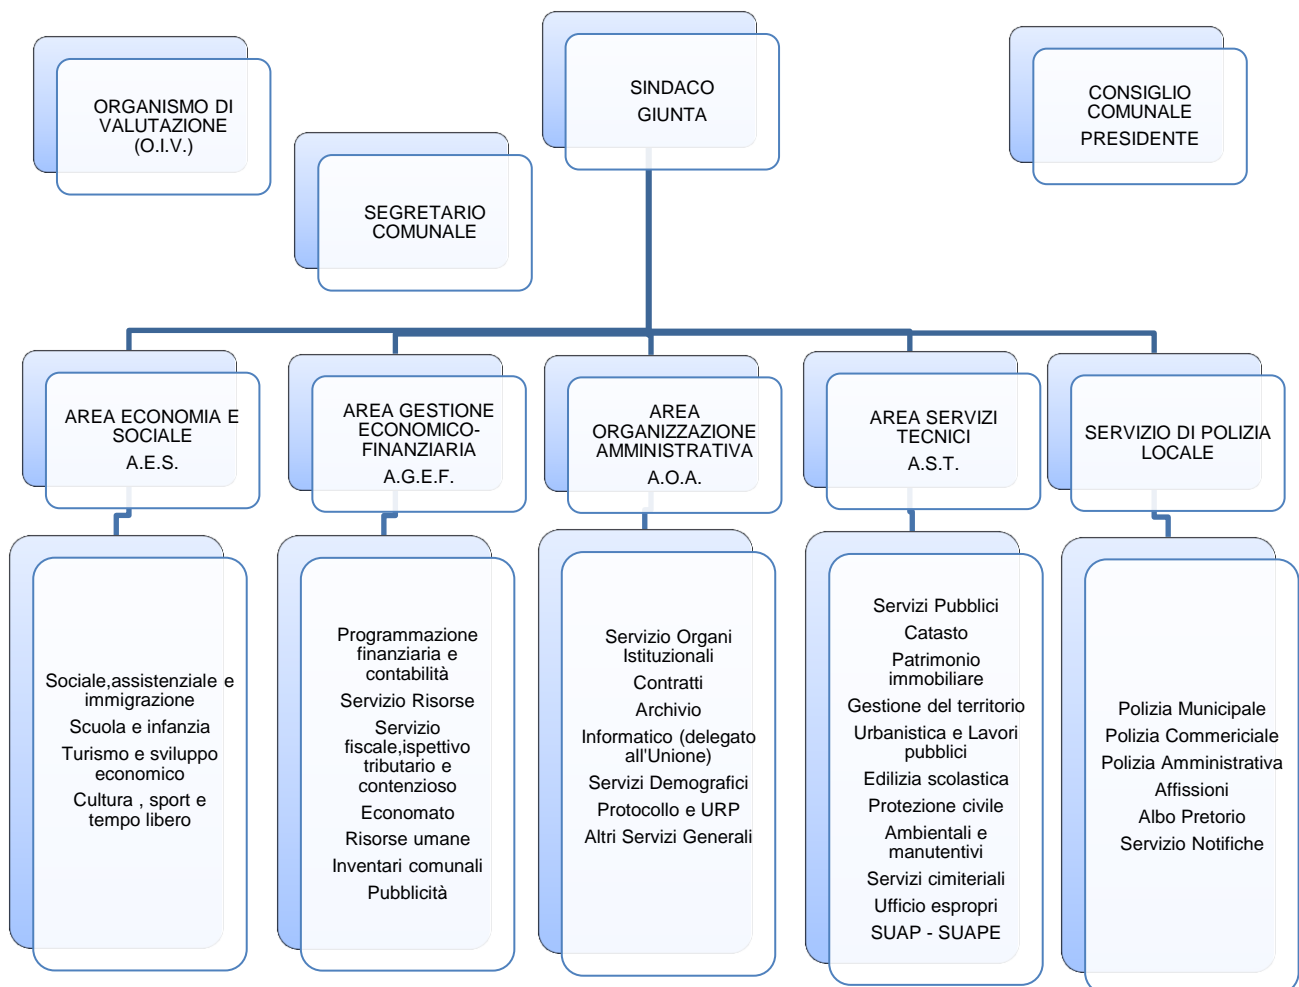 ORGANISMO DI
VALUTAZIONE
(O.I.V.)
SINDACO
GIUNTA
CONSIGLIO
COMUNALE
PRESIDENTE
SEGRETARIO
COMUNALE
AREA ECONOMIA E
SOCIALE
A.E.S.
AREA GESTIONE
ECONOMICO-
FINANZIARIA
A.G.E.F.
AREA
ORGANIZZAZIONE
AMMINISTRATIVA
A.O.A.
AREA SERVIZI
TECNICI
A.S.T.
SERVIZIO DI POLIZIA
LOCALE
Sociale,assistenziale e
immigrazione
Scuola e infanzia
Turismo e sviluppo
economico
Cultura , sport e
tempo libero
Programmazione
finanziaria e
contabilità
Servizio Risorse
Servizio
fiscale,ispettivo
tributario e
contenzioso
Economato
Risorse umane
Inventari comunali
Pubblicità
Servizio Organi
Istituzionali
Contratti
Archivio
Informatico (delegato
all'Unione)
Servizi Demografici
Protocollo e URP
Altri Servizi Generali
Servizi Pubblici
Catasto
Patrimonio
immobiliare
Gestione del territorio
Urbanistica e Lavori
pubblici
Edilizia scolastica
Protezione civile
Ambientali e
manutentivi
Servizi cimiteriali
Ufficio espropri
SUAP - SUAPE
Polizia Municipale
Polizia Commericiale
Polizia Amministrativa
Affissioni
Albo Pretorio
Servizio Notifiche